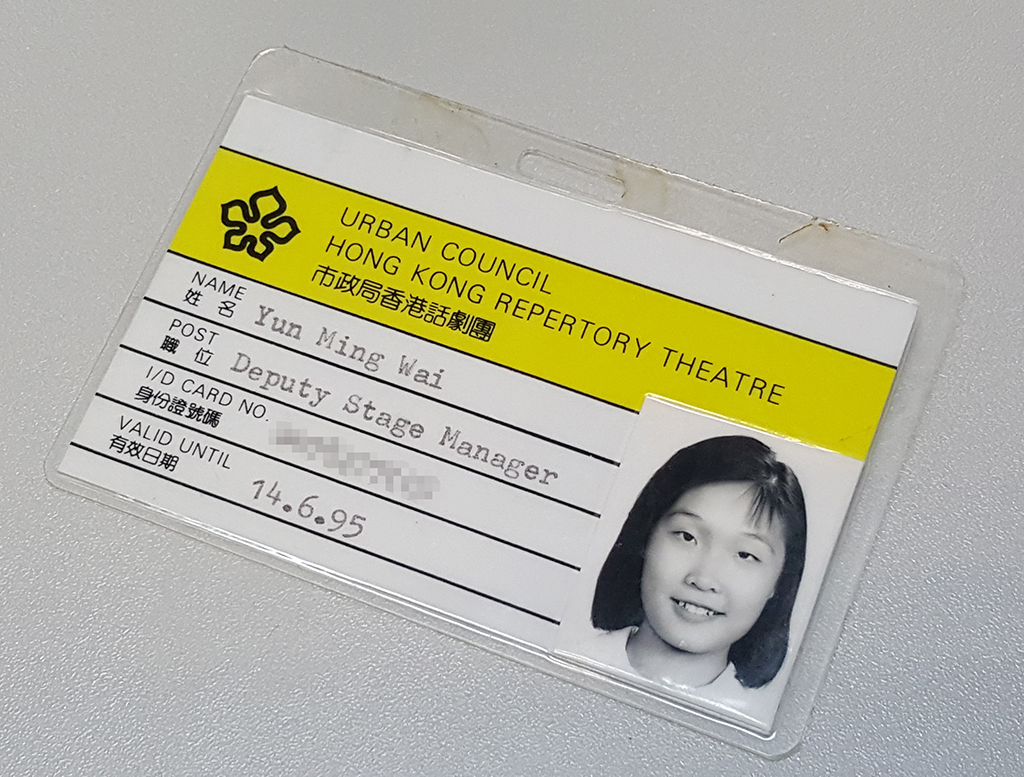 URBAN COUNCIL
HONG KONG REPERTORY THEATRE
市政局香港話劇團
NAME
姓 名 Yun Ming Wai
POST
職 位 Deputy Stage Manager
I/D CARD NO.
身份證號碼
VALID UNTIL
有效日期 14.6.95